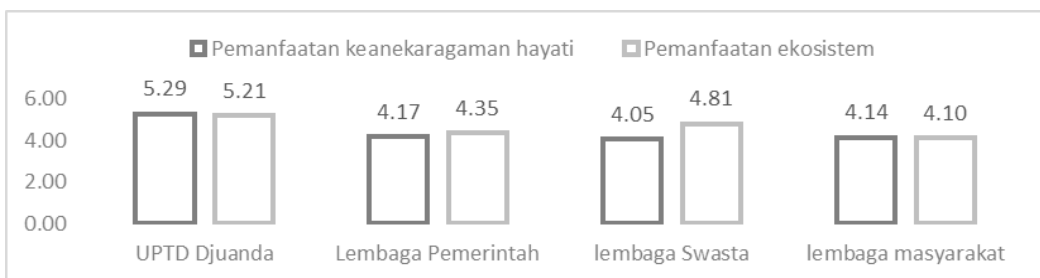 Pemanfaatan keanekaragaman hayati Pemanfaatan ekosistem
5.29 5.21 4.17 4.35 4.05 4.81 4.14 4.10
6.00
4.00
2.00
0.00
UPTD Djuanda Lembaga Pemerintah lembaga Swasta lembaga masyarakat